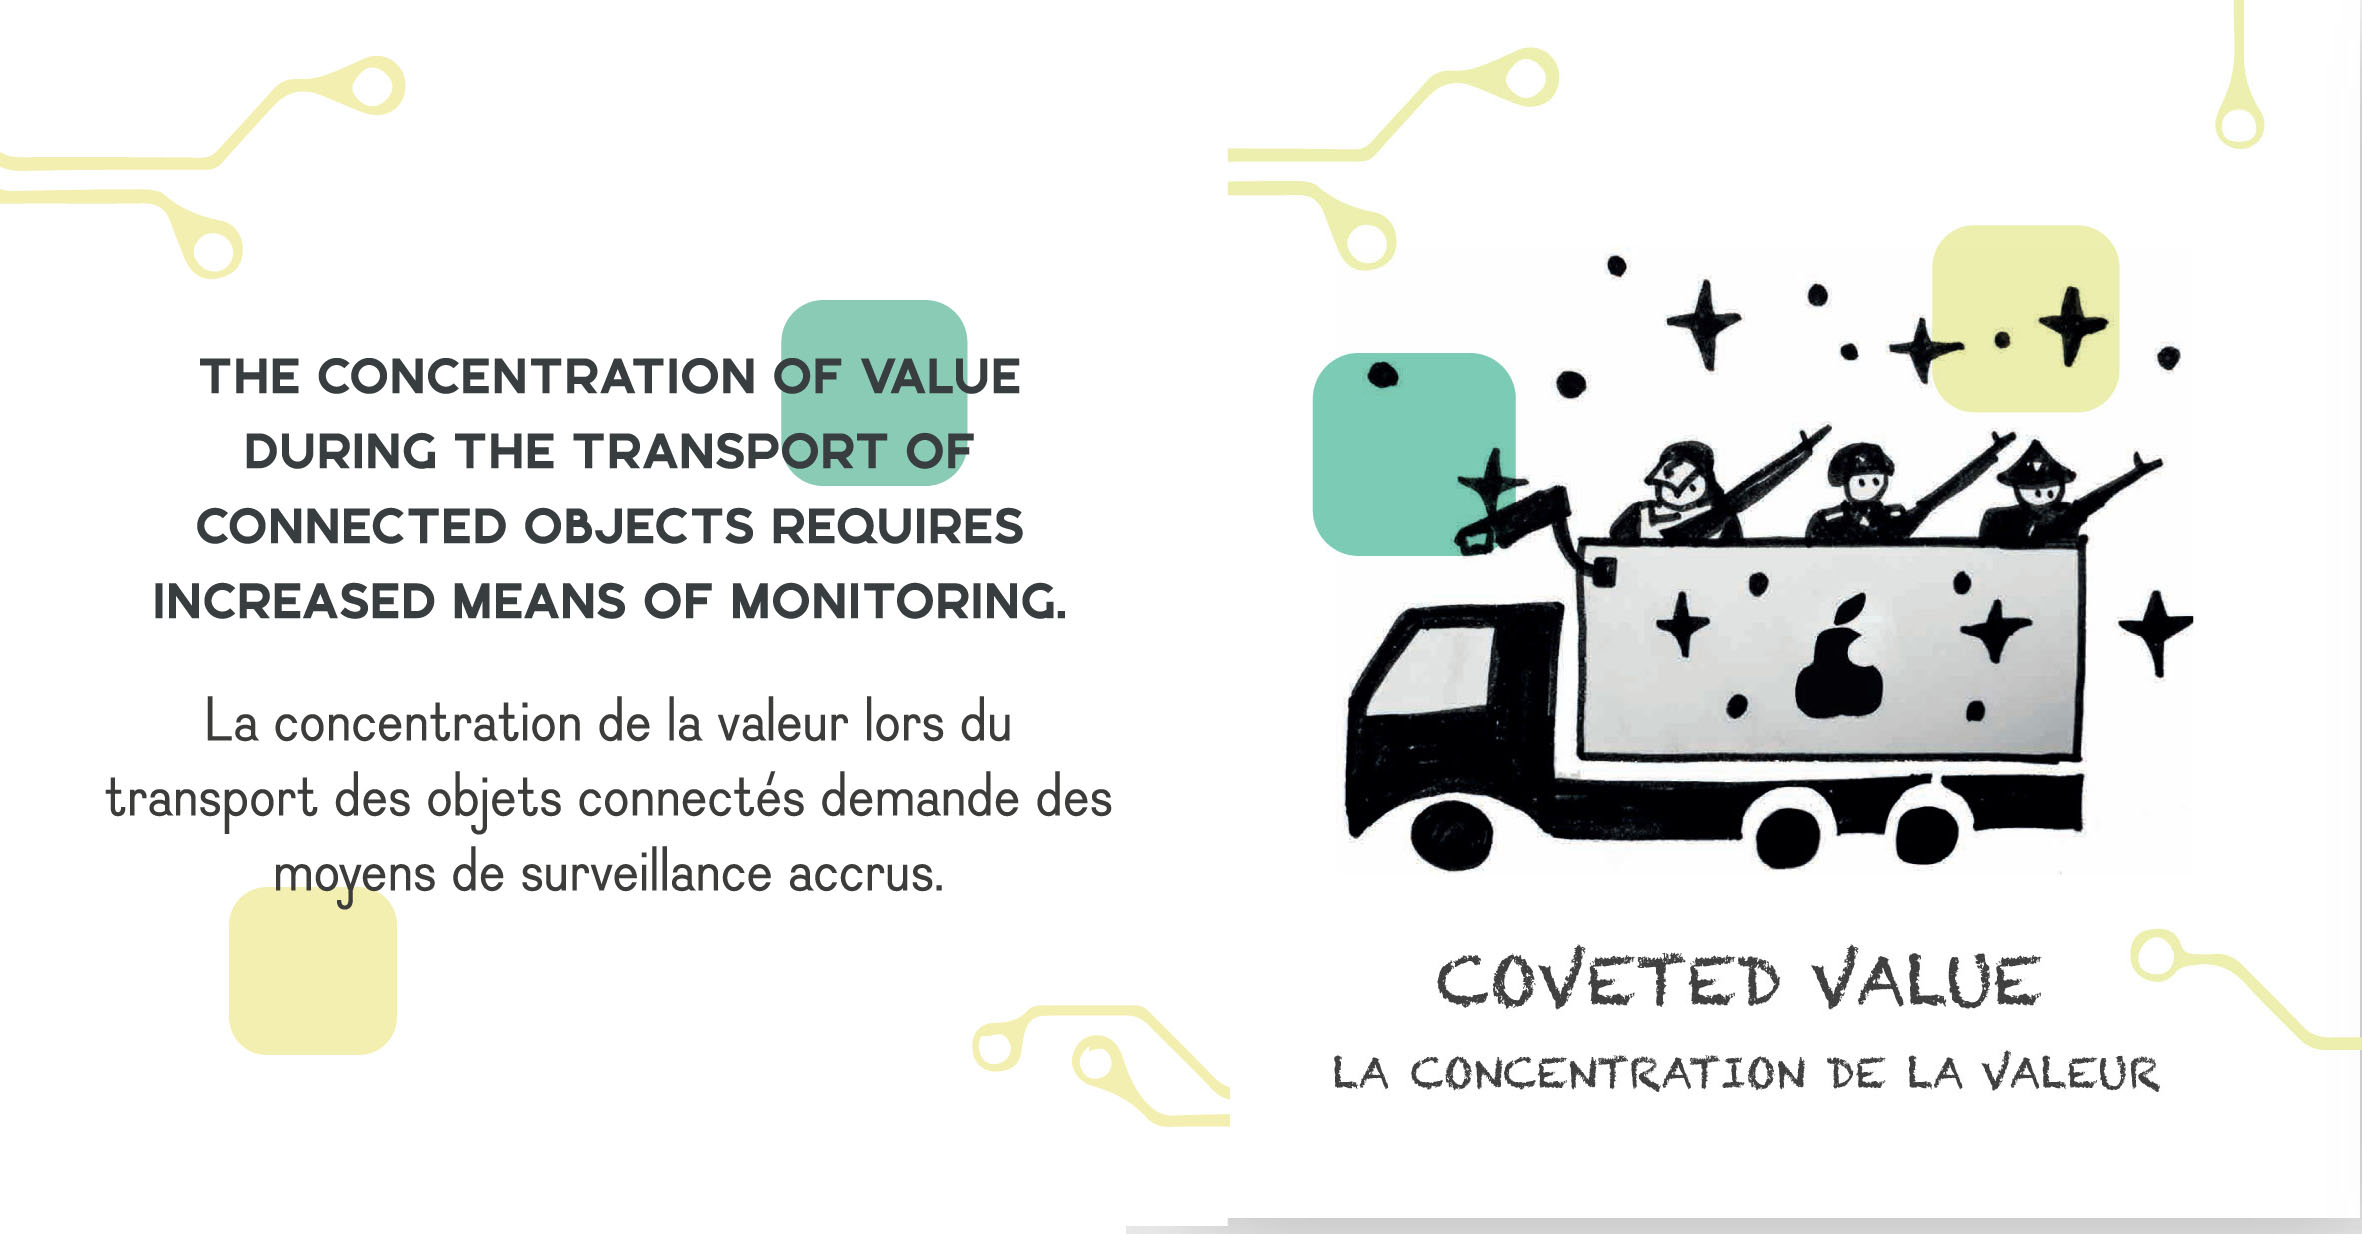 THE CONCENTRATION OF VALUE
DURING THE TRANSPORT OF
CONNECTED OBJECTS REQUIRES
INCREASED MEANS OF MONITORING.
La concentration de la valeur lors du
transport des objets connectés demande des
moyens de surveillance accrus.
COVETED VALUE
LA CONCENTRATION DE LA VALEUR